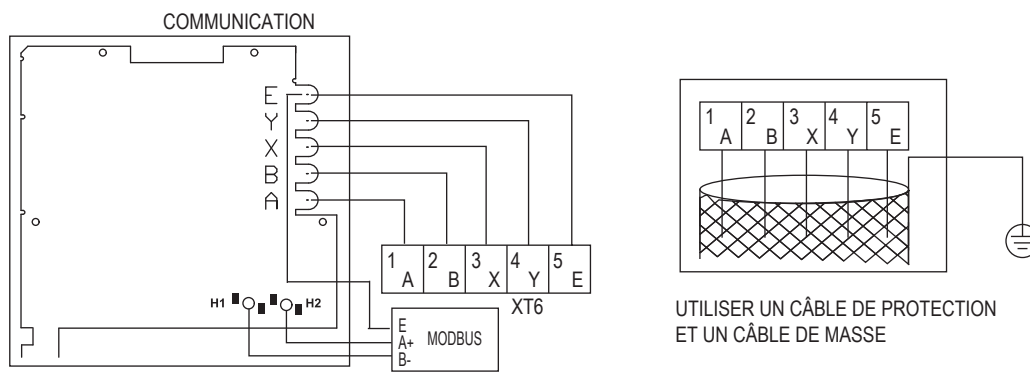 COMMUNICATION
E
Y
X
B
A
1 A 2 B 3 X 4 Y 5 E
XT6
H1 H2
E
A+
B-
MODBUS
1 A 2 B 3 X 4 Y 5 E
UTILISER UN CÂBLE DE PROTECTION
ET UN CÂBLE DE MASSE